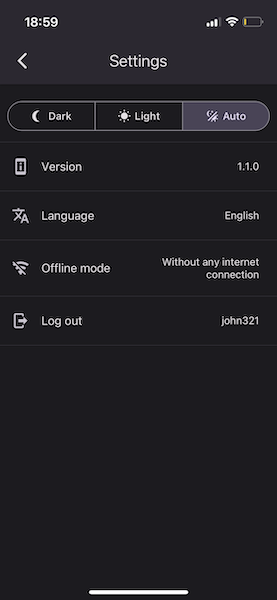 18:59
Settings
Dark Light Auto
Version 1.1.0
Language English
Offline mode Without any internet
connection
Log out john321